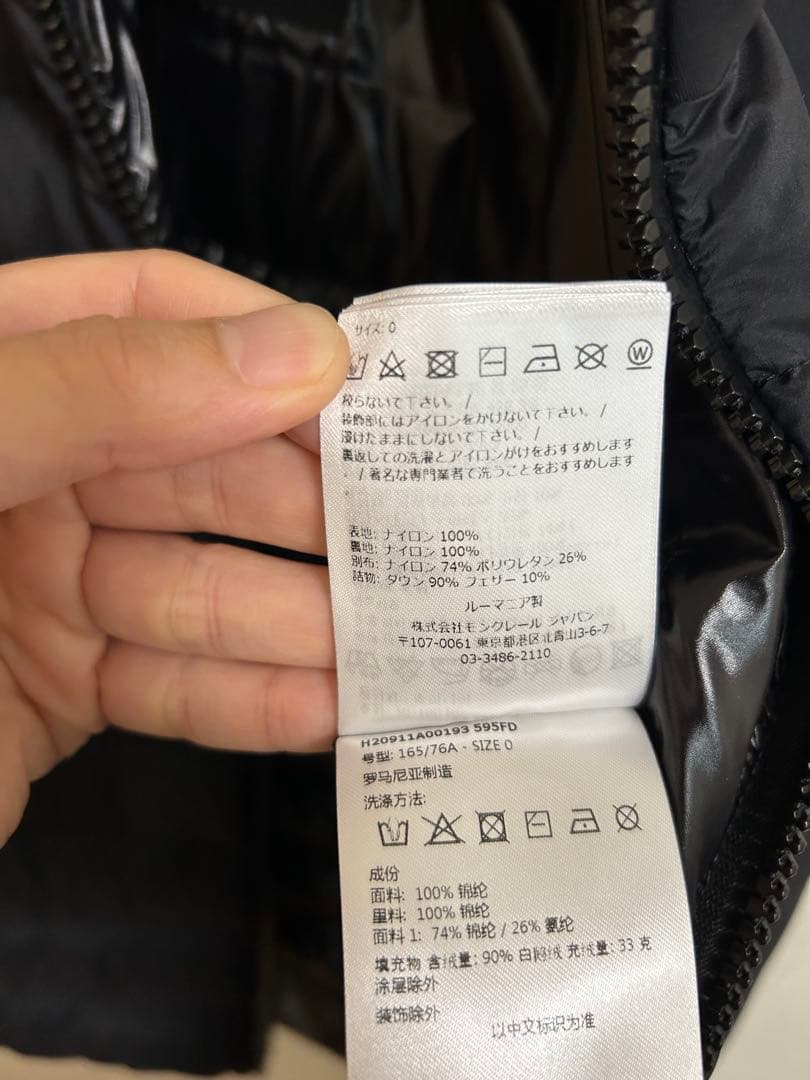 サイズ: 0
W
絞らないで下さい。/
装飾部にはアイロンをかけないで下さい。/
浸けたままにしないで下さい。/
裏返しての洗濯とアイロンがけをおすすめします
. / 著名な専門業者で洗うことをおすすめします
.
表地: ナイロン 100%
裏地: ナイロン 100%
別布: ナイロン 74% ポリウレタン 26%
詰物: ダウン 90% フェザー 10%
ルーマニア製
株式会社モンクレール ジャパン
〒107-0061 東京都港区北青山3-6-7
03-3486-2110
H20911A00193 595FD
号型: 165/76A - SIZE 0
罗马尼亚制造
洗涤方法:
成份
面料: 100% 锦纶
里料: 100% 锦纶
面料 1: 74% 锦纶 / 26% 氨纶
填充物 含绒量: 90% 白鹅绒 充绒量: 33 克
涂层除外
装饰除外
以中文标识为准